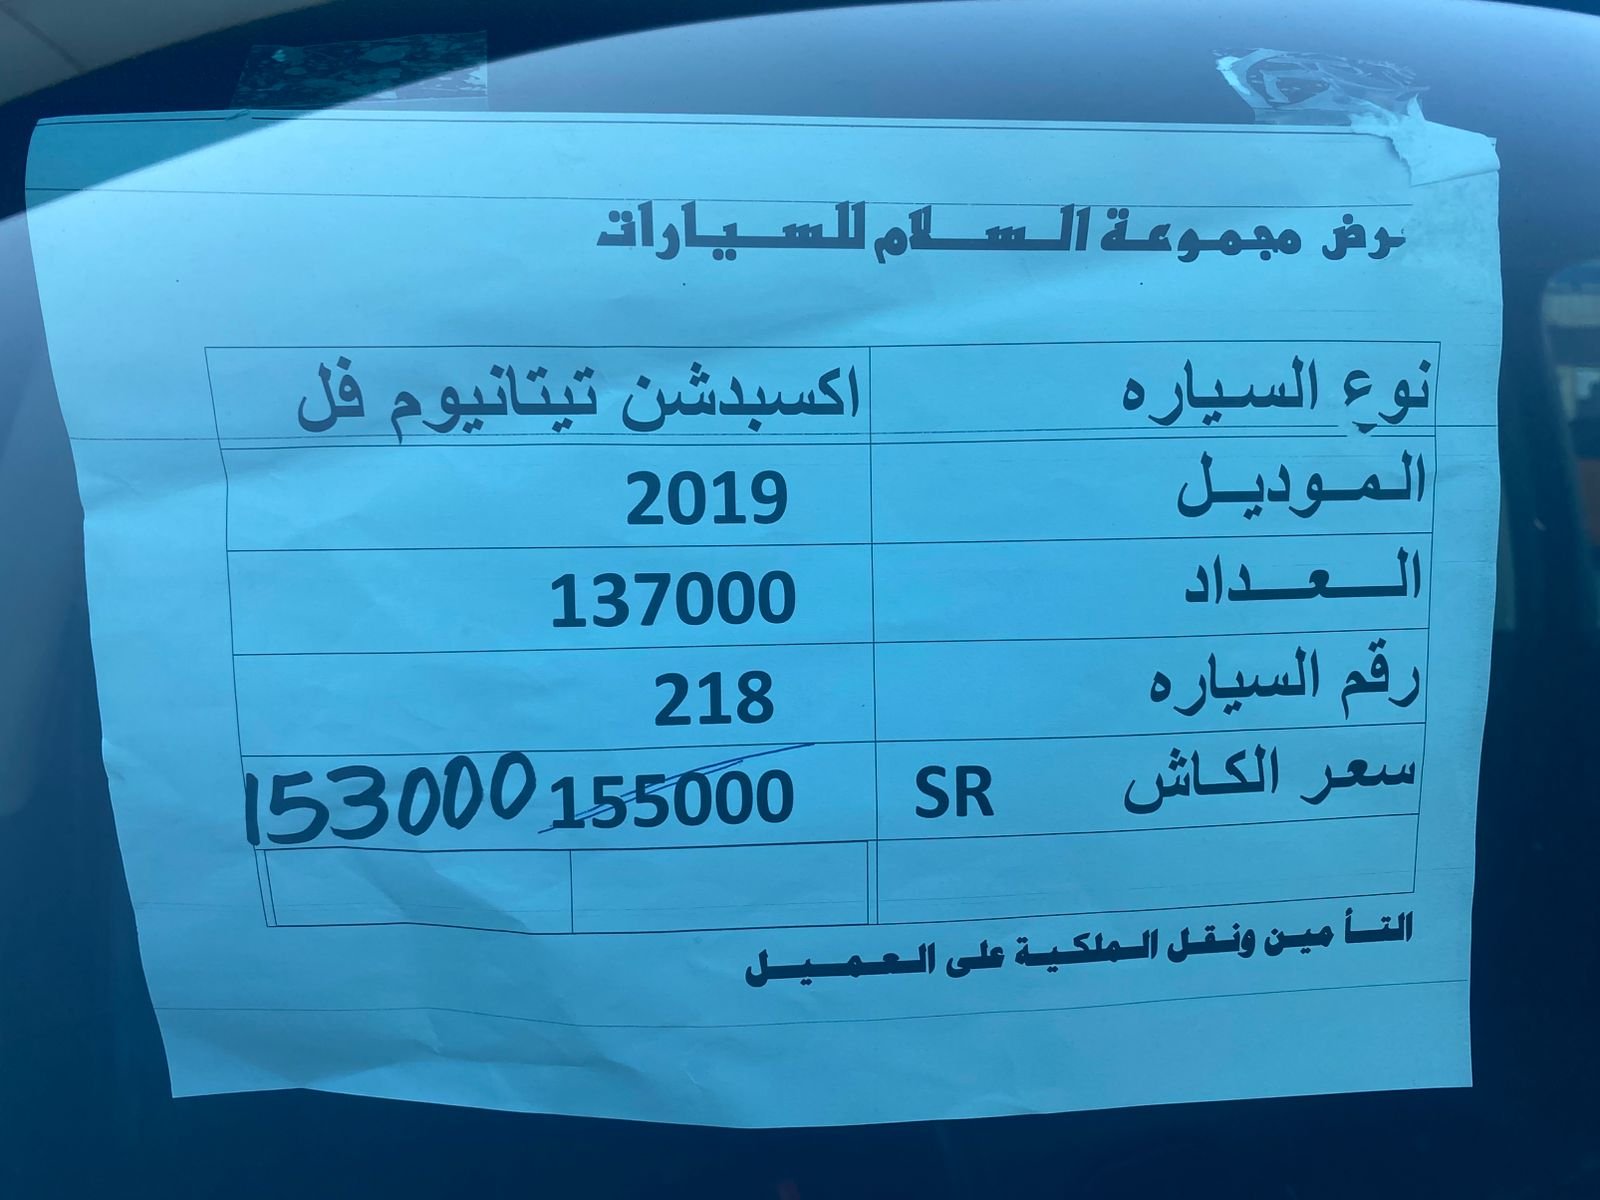 عرض مجموعة السلام للسيارات
نوع السياره اكسبدشن تيتانيوم فل
الموديل 2019
العداد 137000
رقم السياره 218
سعر الكاش SR 155000 153000
التأمين ونقل الملكية على العميل